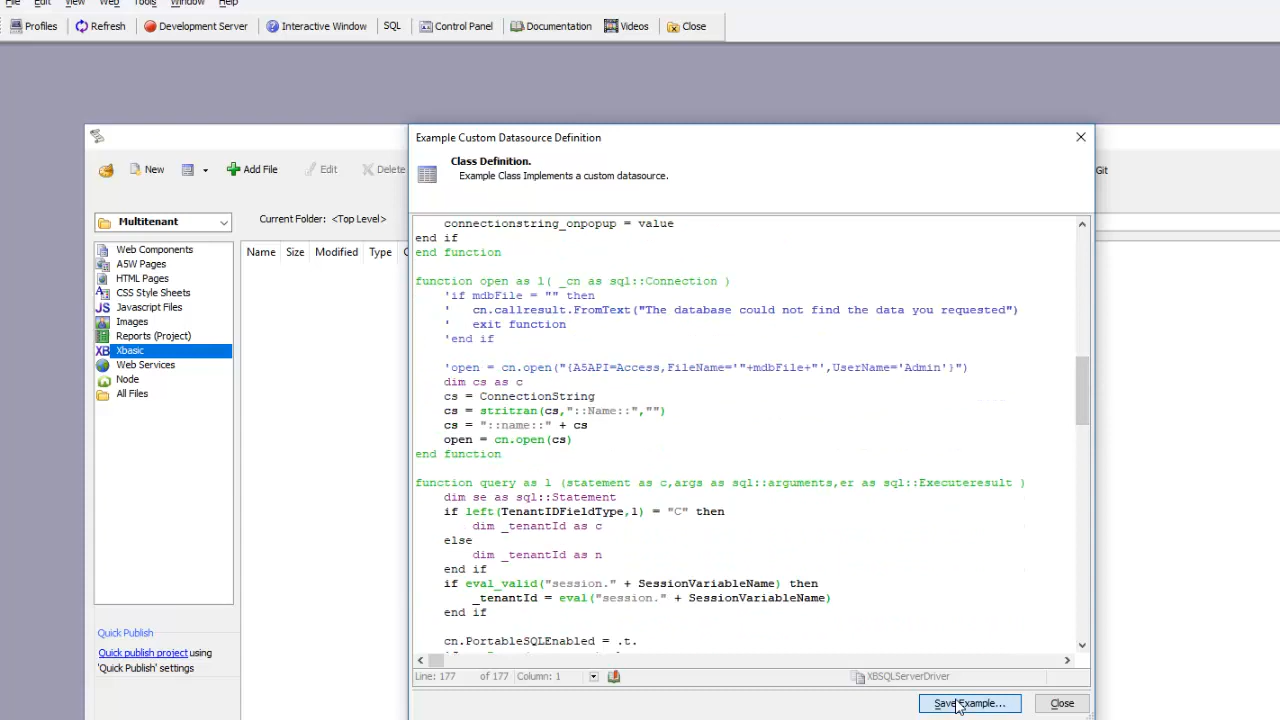 File Edit View Web Tools Window Help
Profiles Refresh Development Server Interactive Window SQL Control Panel Documentation Videos Close
Example Custom Datasource Definition
Class Definition.
Example Class Implements a custom datasource.
New Add File Edit Delete Git
Multitenant Current Folder: <Top Level>
Name Size Modified Type
Web Components
A5W Pages
HTML Pages
CSS Style Sheets
Javascript Files
Images
Reports (Project)
Xbasic
Web Services
Node
All Files
Quick Publish
Quick publish project using
'Quick Publish' settings
connectionstring_onpopup = value
end if
end function
function open as l( _cn as sql::Connection )
'if mdbFile = "" then
' cn.callresult.FromText("The database could not find the data you requested")
' exit function
'end if
'open = cn.open("{A5API=Access,FileName='"+mdbFile+"',UserName='Admin'}")
dim cs as c
cs = ConnectionString
cs = stritran(cs,"::Name::","")
cs = "::name::" + cs
open = cn.open(cs)
end function
function query as l (statement as c,args as sql::arguments,er as sql::Executeresult )
dim se as sql::Statement
if left(TenantIDFieldType,1) = "C" then
dim _tenantId as c
else
dim _tenantId as n
end if
if eval_valid("session." + SessionVariableName) then
_tenantId = eval("session." + SessionVariableName)
end if
cn.PortableSQLEnabled = .t.
Line: 177 of 177 Column: 1 XBSQLServerDriver
Save Example... Close